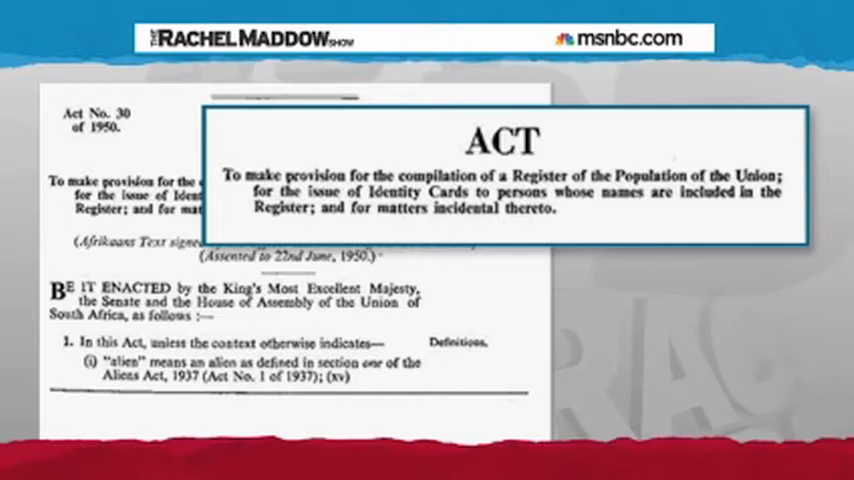 THE RACHEL MADDOW SHOW
msnbc.com
Act No. 30
of 1950.
ACT
To make provision for the compilation of a Register of the Population of the Union;
for the issue of Identity Cards to persons whose names are included in the
Register; and for matters incidental thereto.
To make provision for the
for the issue of Ident
Register; and for mat
(Afrikaans Text signed
(Assented to 22nd June, 1950.)
BE IT ENACTED by the King's Most Excellent Majesty,
the Senate and the House of Assembly of the Union of
South Africa, as follows :—
1. In this Act, unless the context otherwise indicates— Definitions.
(i) "alien" means an alien as defined in section one of the
Aliens Act, 1937 (Act No. 1 of 1937); (xv)